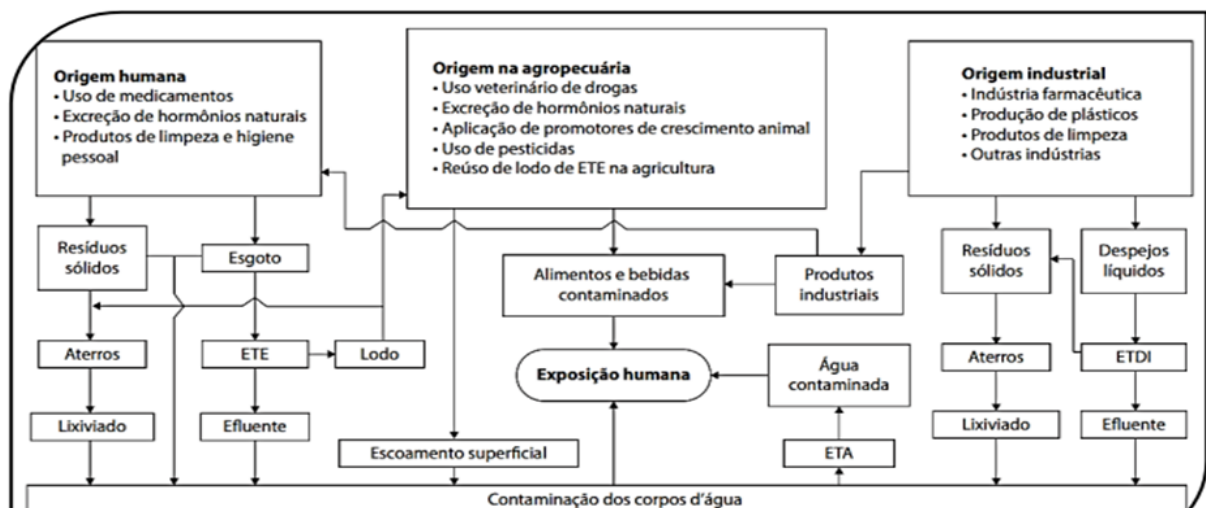 Origem humana
• Uso de medicamentos
• Excreção de hormônios naturais
• Produtos de limpeza e higiene
pessoal
Origem na agropecuária
• Uso veterinário de drogas
• Excreção de hormônios naturais
• Aplicação de promotores de crescimento animal
• Uso de pesticidas
• Reúso de lodo de ETE na agricultura
Origem industrial
• Indústria farmacêutica
• Produção de plásticos
• Produtos de limpeza
• Outras indústrias
Resíduos
sólidos
Esgoto
Alimentos e bebidas
contaminados
Produtos
industriais
Resíduos
sólidos
Despejos
líquidos
Aterros
ETE
Lodo
Exposição humana
Água
contaminada
Aterros
ETDI
Lixiviado
Efluente
Escoamento superficial
ETA
Lixiviado
Efluente
Contaminação dos corpos d'água